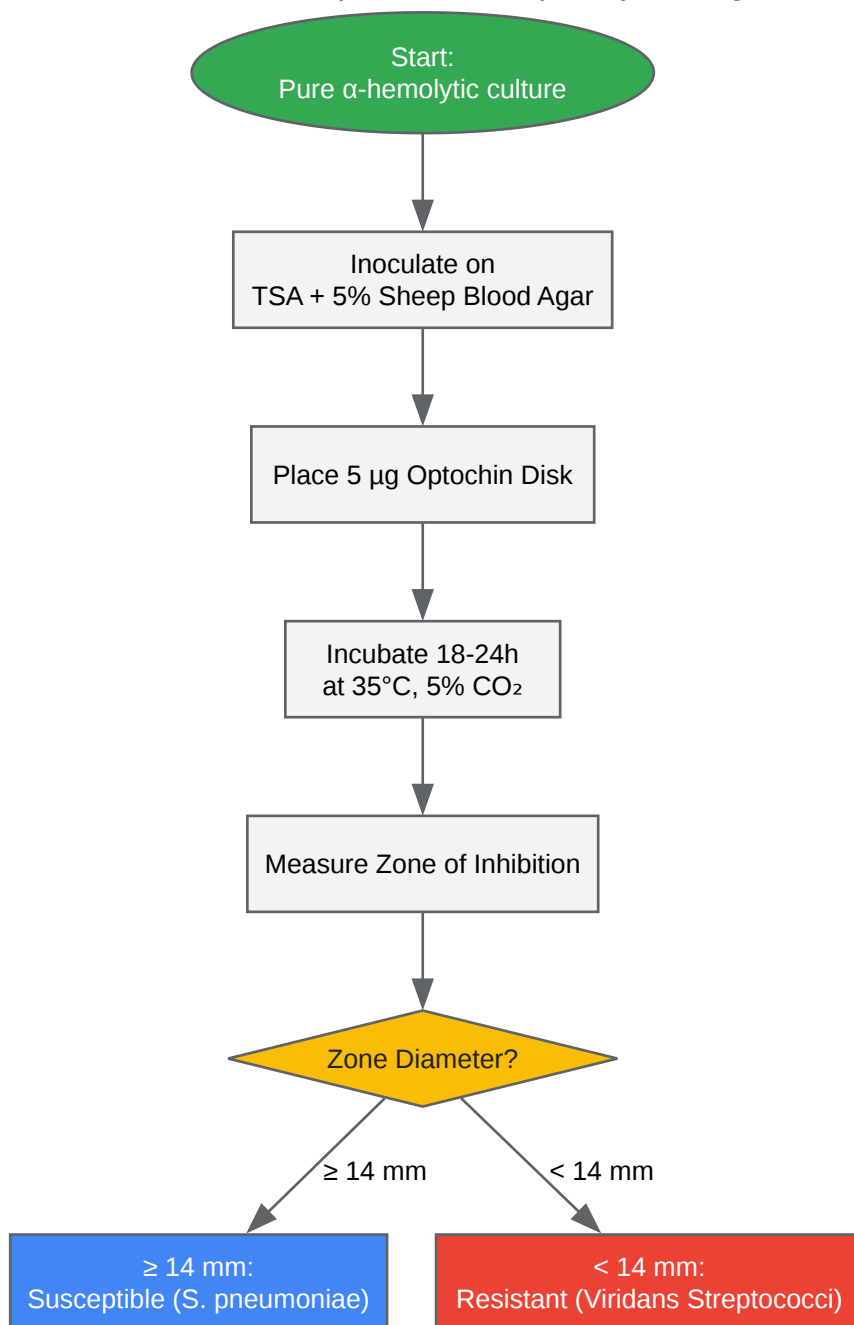 Start:
Pure α-hemolytic culture
Inoculate on
TSA + 5% Sheep Blood Agar
Place 5 µg Optochin Disk
Incubate 18-24h
at 35°C, 5% CO₂
Measure Zone of Inhibition
Zone Diameter?
≥ 14 mm
< 14 mm
≥ 14 mm:
Susceptible (S. pneumoniae)
< 14 mm:
Resistant (Viridans Streptococci)